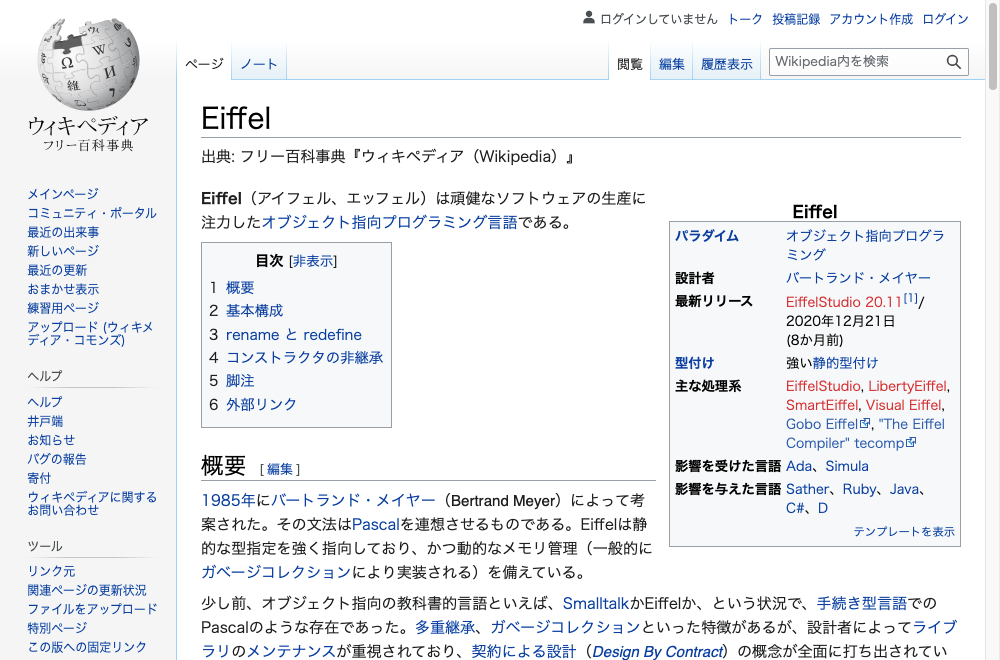 ログインしていません トーク 投稿記録 アカウント作成 ログイン
ページ ノート 閲覧 編集 履歴表示 Wikipedia内を検索
ウィキペディア
フリー百科事典
メインページ
コミュニティ・ポータル
最近の出来事
新しいページ
最近の更新
おまかせ表示
練習用ページ
アップロード (ウィキメ
ディア・コモンズ)
ヘルプ
ヘルプ
井戸端
お知らせ
バグの報告
寄付
ウィキペディアに関する
お問い合わせ
ツール
リンク元
関連ページの更新状況
ファイルをアップロード
特別ページ
この版への固定リンク
Eiffel
出典: フリー百科事典『ウィキペディア（Wikipedia）』
Eiffel（アイフェル、エッフェル）は頑健なソフトウェアの生産に
注力したオブジェクト指向プログラミング言語である。
目次 [非表示]
1 概要
2 基本構成
3 rename と redefine
4 コンストラクタの非継承
5 脚注
6 外部リンク
Eiffel
パラダイム オブジェクト指向プログラ
ミング
設計者 バートランド・メイヤー
最新リリース EiffelStudio 20.11[1]/
2020年12月21日
(8か月前)
型付け 強い静的型付け
主な処理系 EiffelStudio, LibertyEiffel,
SmartEiffel, Visual Eiffel,
Gobo Eiffel, "The Eiffel
Compiler" tecomp
影響を受けた言語 Ada、Simula
影響を与えた言語 Sather、Ruby、Java、
C#、D
テンプレートを表示
概要 [ 編集 ]
1985年にバートランド・メイヤー（Bertrand Meyer）によって考
案された。その文法はPascalを連想させるものである。Eiffelは静
的な型指定を強く指向しており、かつ動的なメモリ管理（一般的に
ガベージコレクションにより実装される）を備えている。
少し前、オブジェクト指向の教科書的言語といえば、SmalltalkかEiffelか、という状況で、手続き型言語での
Pascalのような存在であった。多重継承、ガベージコレクションといった特徴があるが、設計者によってライブ
ラリのメンテナンスが重視されており、契約による設計（Design By Contract）の概念が全面に打ち出されてい